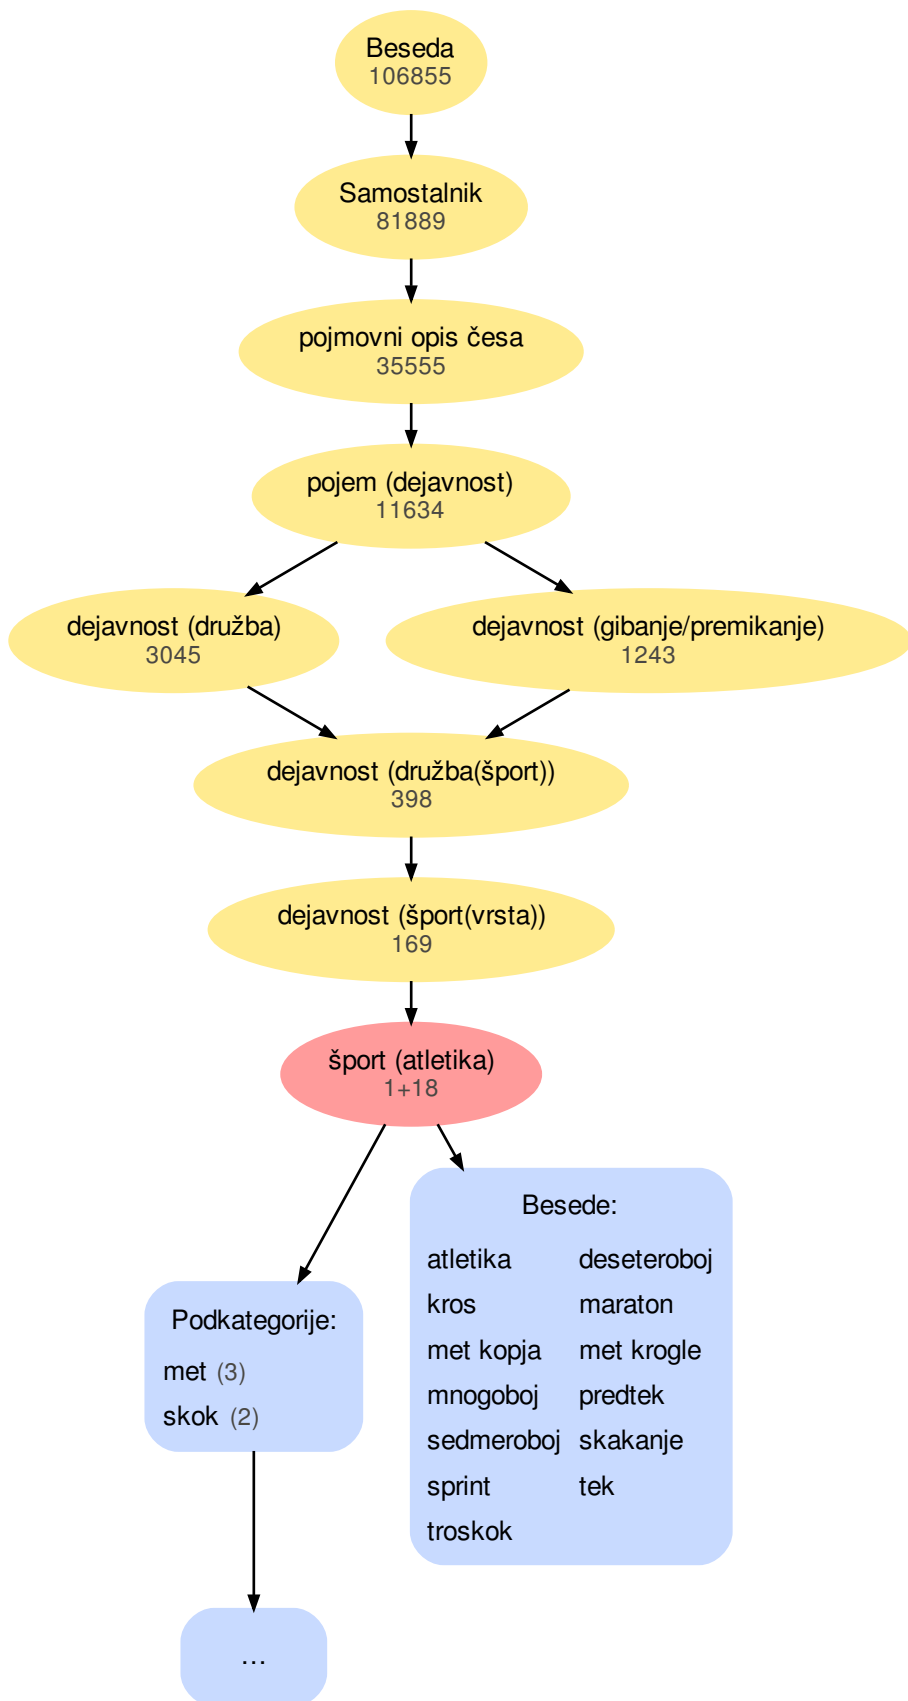 Beseda
106855
Samostalnik
81889
pojmovni opis česa
35555
pojem (dejavnost)
11634
dejavnost (družba)
3045
dejavnost (gibanje/premikanje)
1243
dejavnost (družba(šport))
398
dejavnost (šport(vrsta))
169
šport (atletika)
1+18
Besede:
atletika deseteroboj
kros maraton
met kopja met krogle
mnogoboj predtek
sedmeroboj skakanje
sprint tek
troskok
Podkategorije:
met (3)
skok (2)
...